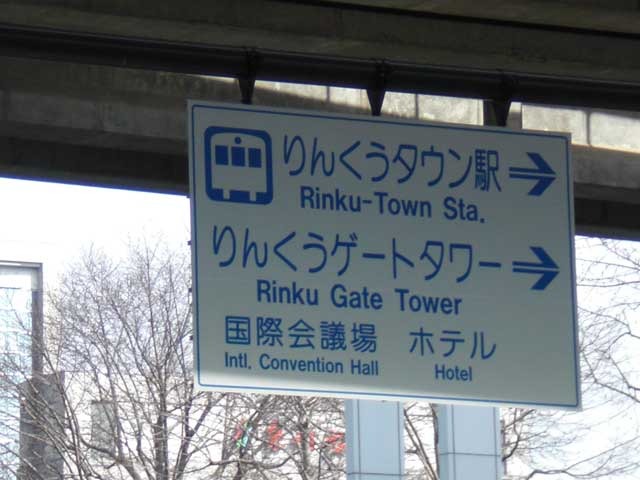 りんくうタウン駅
Rinku-Town Sta.
りんくうゲートタワー
Rinku Gate Tower
国際会議場 ホテル
Intl. Convention Hall Hotel